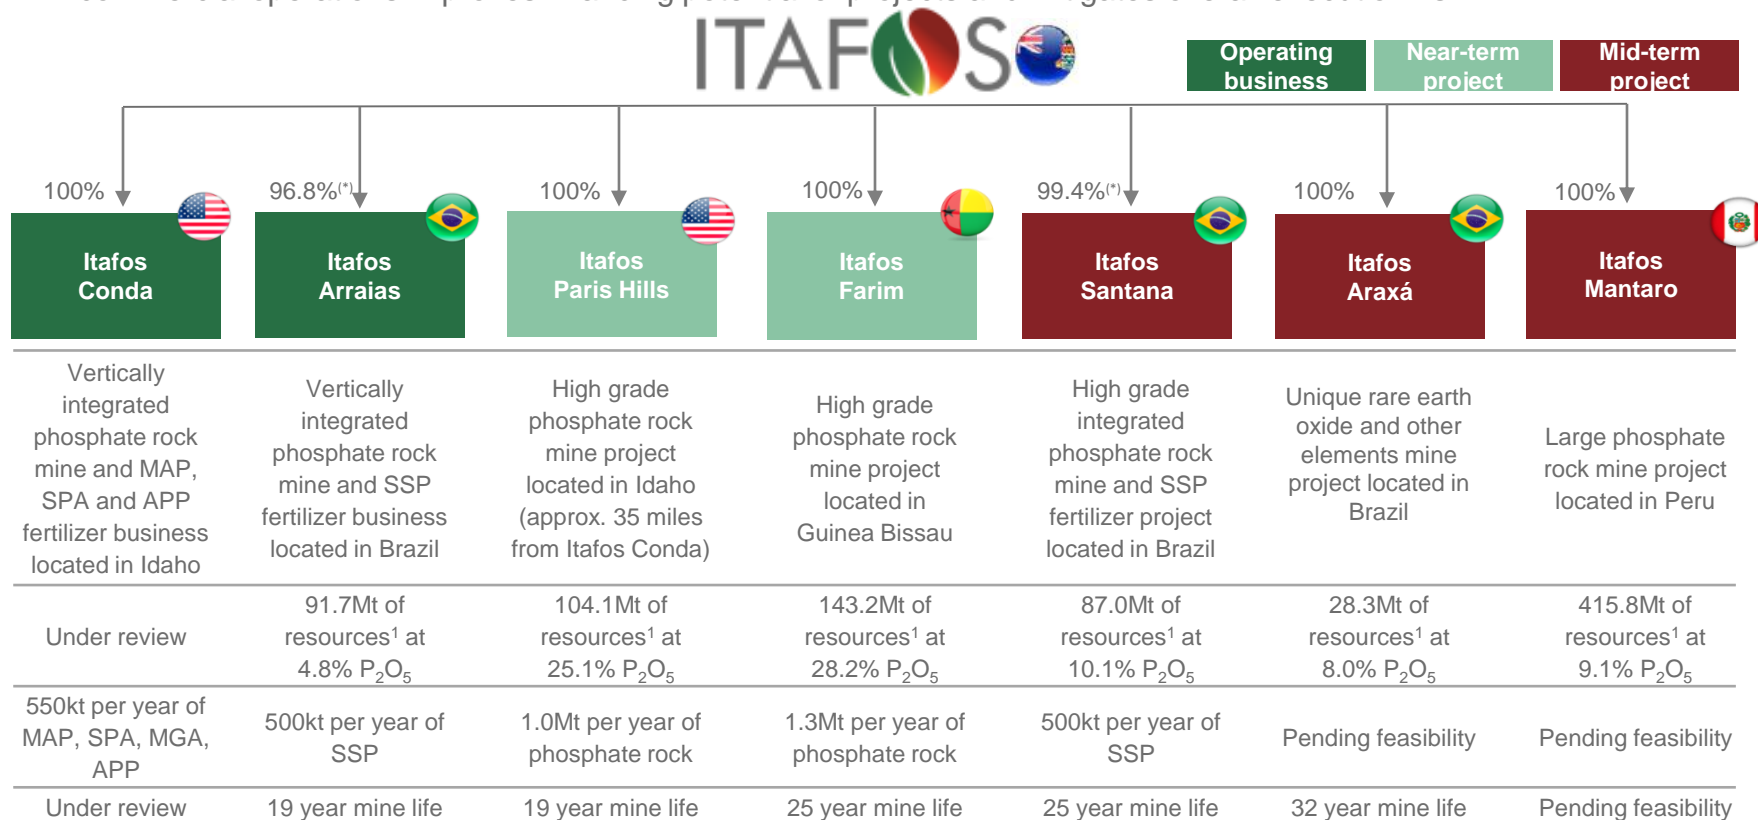 operations potential for projects and mitigates
ITAFOS
Operating
business
Near-term
project
Mid-term
project
100%
96.8%(*)
100%
100%
99.4%(*)
100%
100%
Itafos
Conda
Itafos
Arraias
Itafos
Paris Hills
Itafos
Farim
Itafos
Santana
Itafos
Araxá
Itafos
Mantaro
Vertically
integrated
phosphate rock
mine and MAP,
SPA and APP
fertilizer business
located in Idaho
Vertically
integrated
phosphate rock
mine and SSP
fertilizer business
located in Brazil
High grade
phosphate rock
mine project
located in Idaho
(approx. 35 miles
from Itafos Conda)
High grade
phosphate rock
mine project
located in
Guinea Bissau
High grade
integrated
phosphate rock
mine and SSP
fertilizer project
located in Brazil
Unique rare earth
oxide and other
elements mine
project located in
Brazil
Large phosphate
rock mine project
located in Peru
Under review
91.7Mt of
resources¹ at
4.8% P₂O₅
104.1Mt of
resources¹ at
25.1% P₂O₅
143.2Mt of
resources¹ at
28.2% P₂O₅
87.0Mt of
resources¹ at
10.1% P₂O₅
28.3Mt of
resources¹ at
8.0% P₂O₅
415.8Mt of
resources¹ at
9.1% P₂O₅
550kt per year of
MAP, SPA, MGA,
APP
500kt per year of
SSP
1.0Mt per year of
phosphate rock
1.3Mt per year of
phosphate rock
500kt per year of
SSP
Pending feasibility
Pending feasibility
Under review
19 year mine life
19 year mine life
25 year mine life
25 year mine life
32 year mine life
Pending feasibility